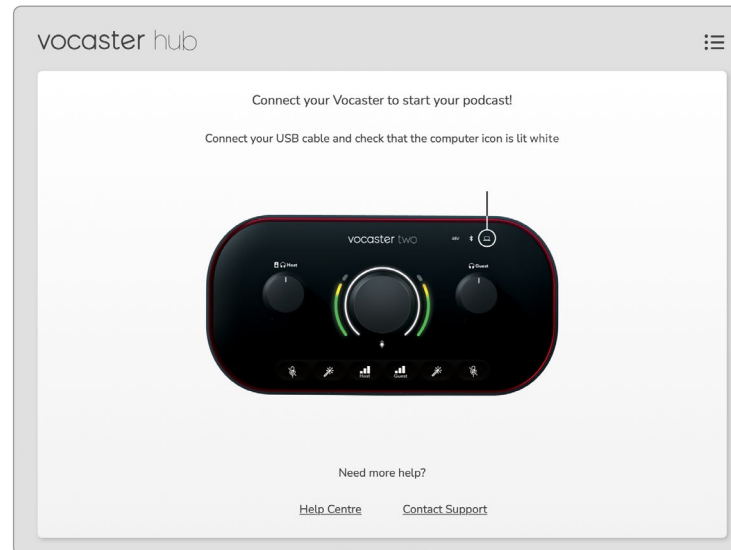 vocaster hub
Connect your Vocaster to start your podcast!
Connect your USB cable and check that the computer icon is lit white
vocaster two
48V
Host
Guest
Host
Guest
Need more help?
Help Centre
Contact Support